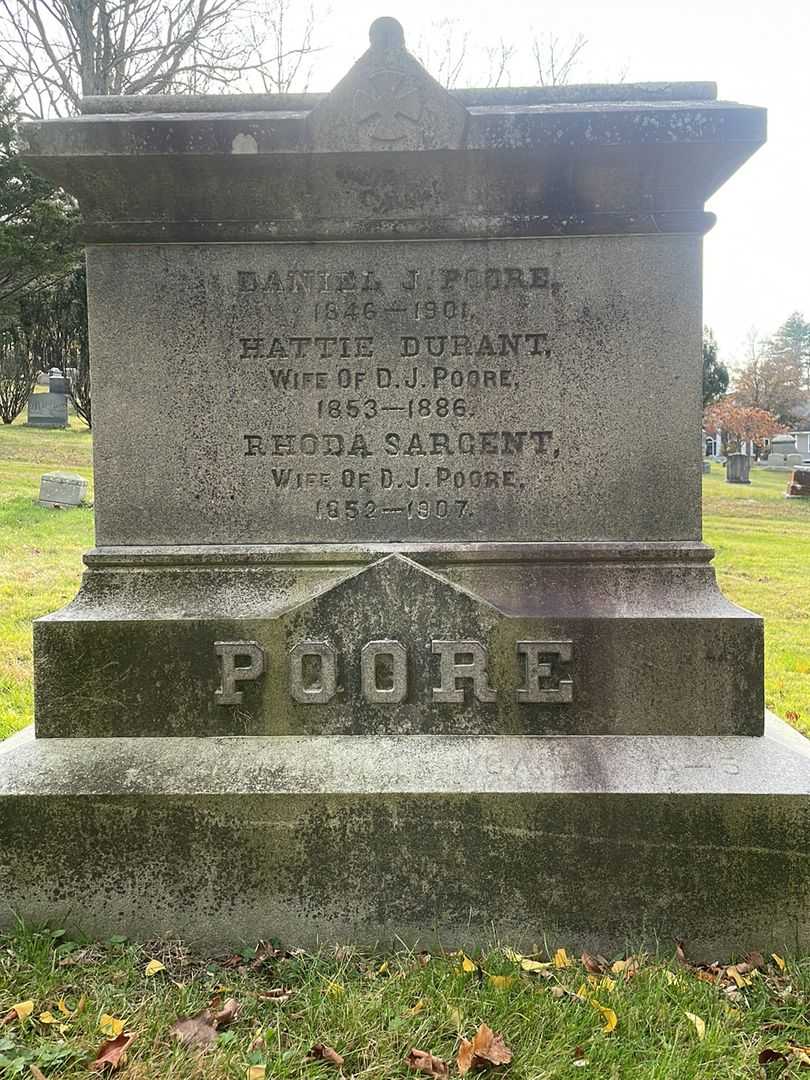 DANIEL J. POORE,
1846—1901.
HATTIE DURANT,
WIFE OF D. J. POORE,
1853—1886.
RHODA SARGENT,
WIFE OF D. J. POORE,
1852—1907.
POORE